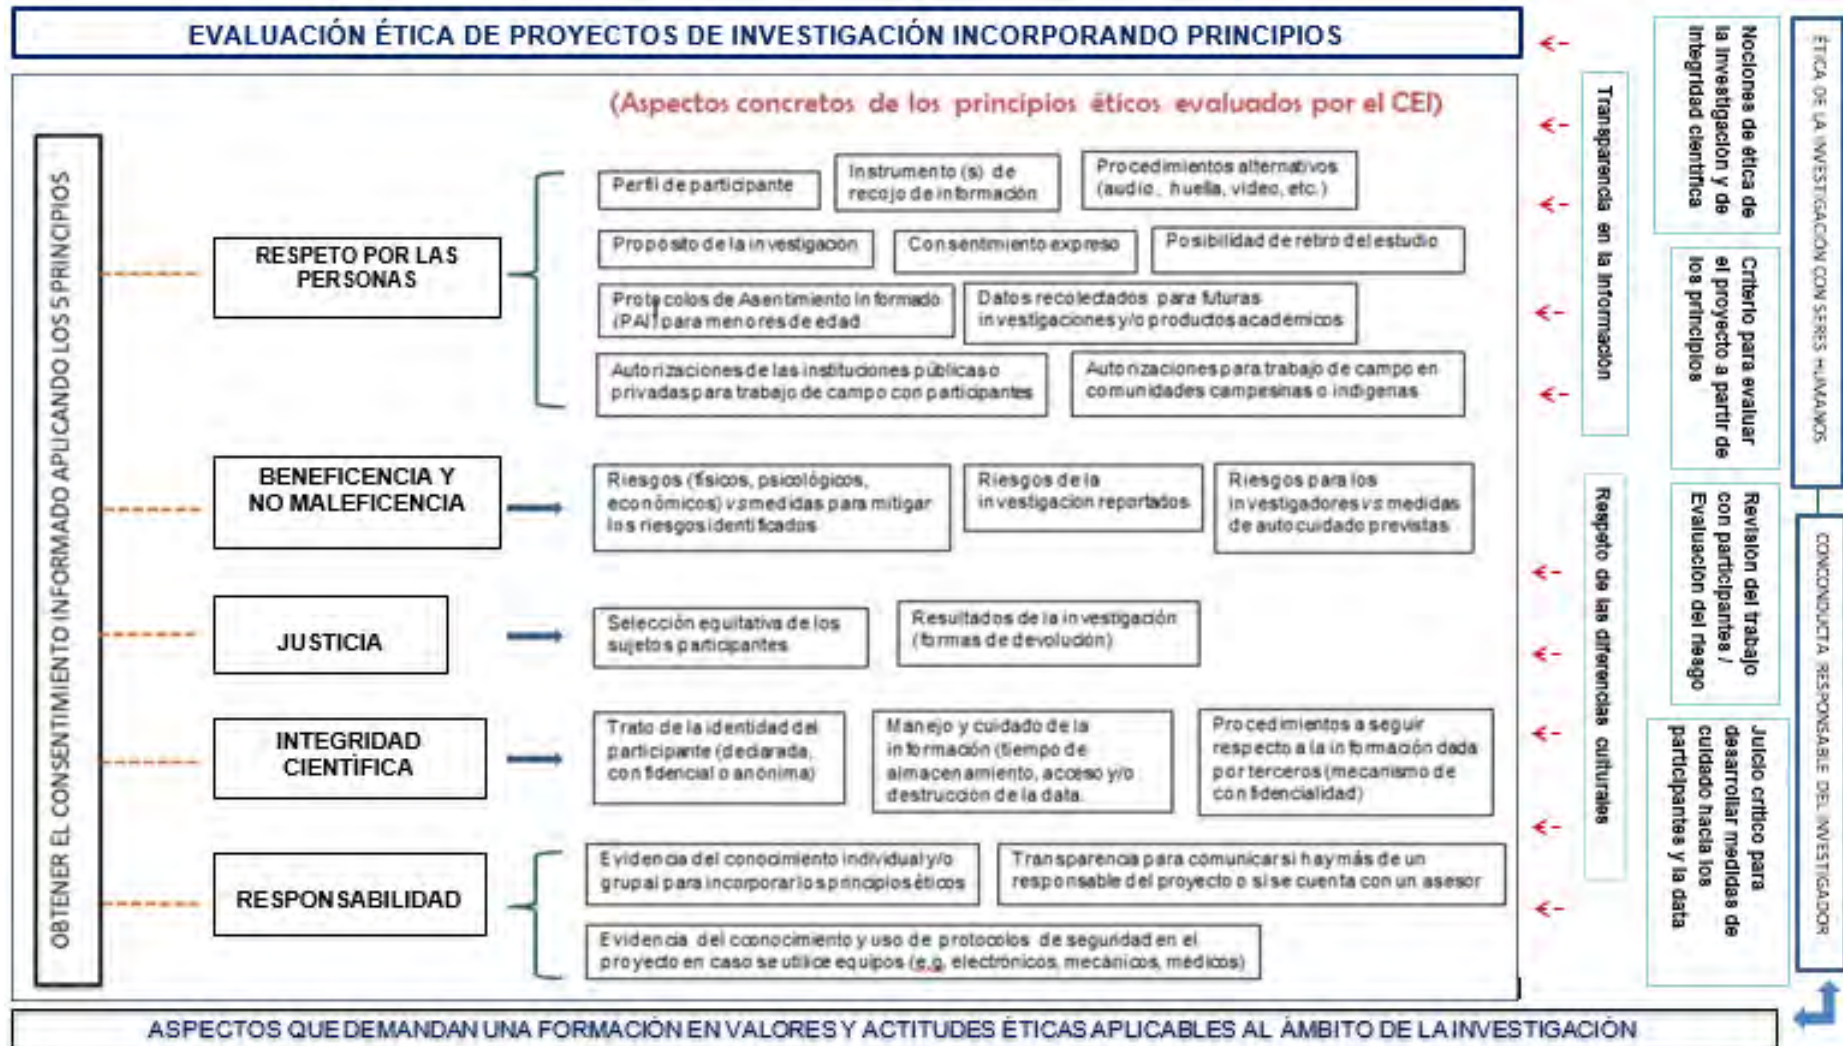 EVALUACIÓN ÉTICA DE PROYECTOS DE INVESTIGACIÓN INCORPORANDO PRINCIPIOS
(Aspectos concretos de los principios éticos evaluados por el CEI)
OBTENER EL CONSENTIMIENTO INFORMADO APLICANDO LOS PRINCIPIOS
RESPETO POR LAS
PERSONAS
Perfil de participante
Instrumento (s) de
recojo de información
Procedimientos alternativos
(audio, huella, video, etc.)
Propósito de la investigación
Consentimiento expreso
Posibilidad de retiro del estudio
Protocolos de Asentimiento Informado
(PAI) para menores de edad
Datos recolectados para futuras
investigaciones y/o productos académicos
Autorizaciones de las instituciones públicas o
privadas para trabajo de campo con participantes
Autorizaciones para trabajo de campo en
comunidades campesinas o indígenas
BENEFICENCIA Y
NO MALEFICENCIA
Riesgos (físicos, psicológicos,
económicos) vs medidas para mitigar
los riesgos identificados
Riesgos de la
investigacion reportados
Riesgos para los
investigadores vs medidas
de autocuidado previstas
JUSTICIA
Selección equitativa de los
sujetos participantes
Resultados de la investigación
(formas de devolución)
INTEGRIDAD
CIENTÌFICA
Trato de la identidad del
participante (declarada,
confidencial o anónima)
Manejo y cuidado de la
información (tiempo de
almacenamiento, acceso y/o
destrucción de la data.
Procedimientos a seguir
respecto a la información dada
por terceros (mecanismo de
confidencialidad)
RESPONSABILIDAD
Evidencia del conocimiento individual y/o
grupal para incorporar los principios éticos
Transparencia para comunicar si hay más de un
responsable del proyecto o si se cuenta con un asesor
Evidencia del cconocimiento y uso de protocolos de seguridad en el
proyecto en caso se utilice equipos (e.g. electrónicos, mecánicos, médicos)
Transparencia en la información
Respeto de las diferencias culturales
Nociones de ética de
la investigación y de
integridad científica
Criterio para evaluar
el proyecto a partir de
los principios
Revisión del trabajo
con participantes /
Evaluación del riesgo
Juicio crítico para
desarrollar medidas de
cuidado hacia los
participantes y la data
ÉTICA DE LA INVESTIGACIÓN CON SERES HUMANOS
CONCONDUCTA RESPONSABLE DEL INVESTIGADOR
ASPECTOS QUE DEMANDAN UNA FORMACIÓN EN VALORES Y ACTITUDES ÉTICAS APLICABLES AL ÁMBITO DE LA INVESTIGACIÓN